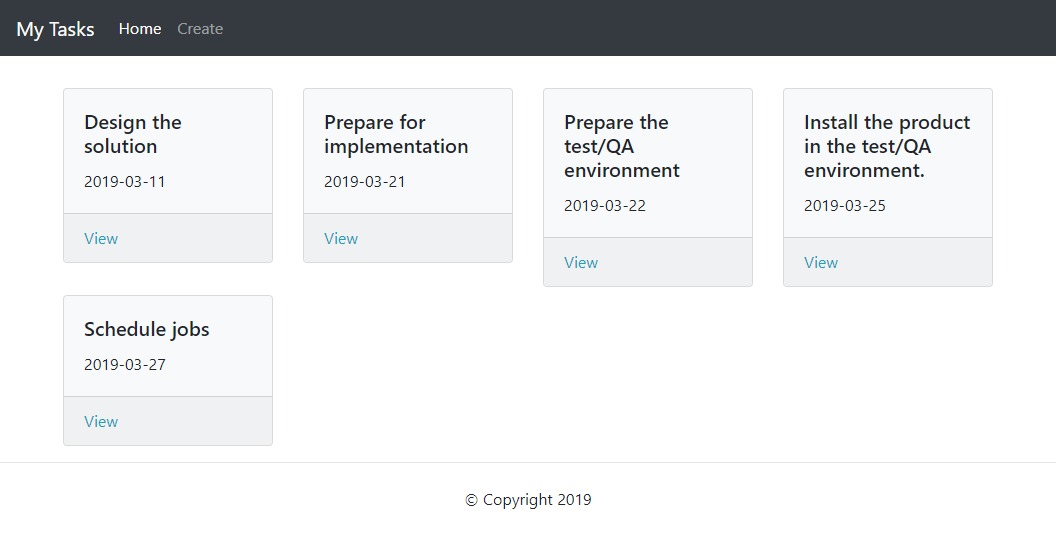 My Tasks Home Create
Design the
solution
2019-03-11
View
Prepare for
implementation
2019-03-21
View
Prepare the
test/QA
environment
2019-03-22
View
Install the product
in the test/QA
environment.
2019-03-25
View
Schedule jobs
2019-03-27
View
© Copyright 2019